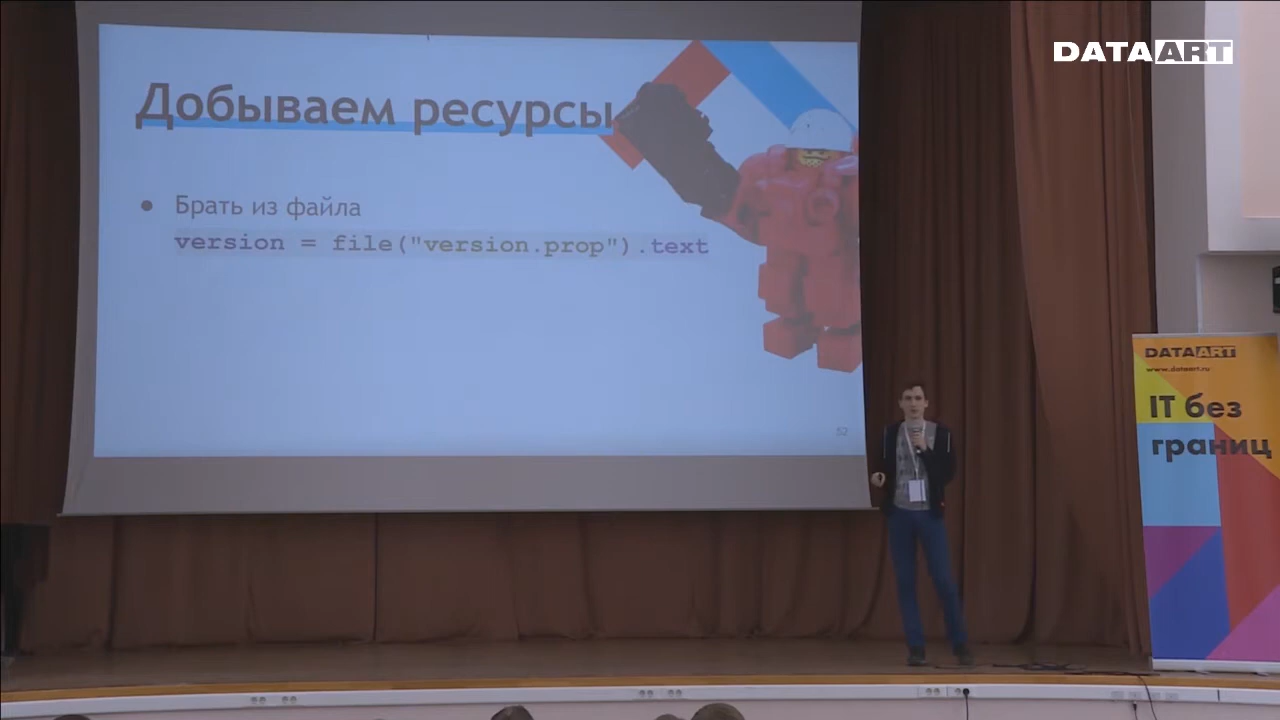 DATAART
Добываем ресурсы
● Брать из файла
version = file("version.prop").text
52
DATAART
www.dataart.ru
IT без
границ